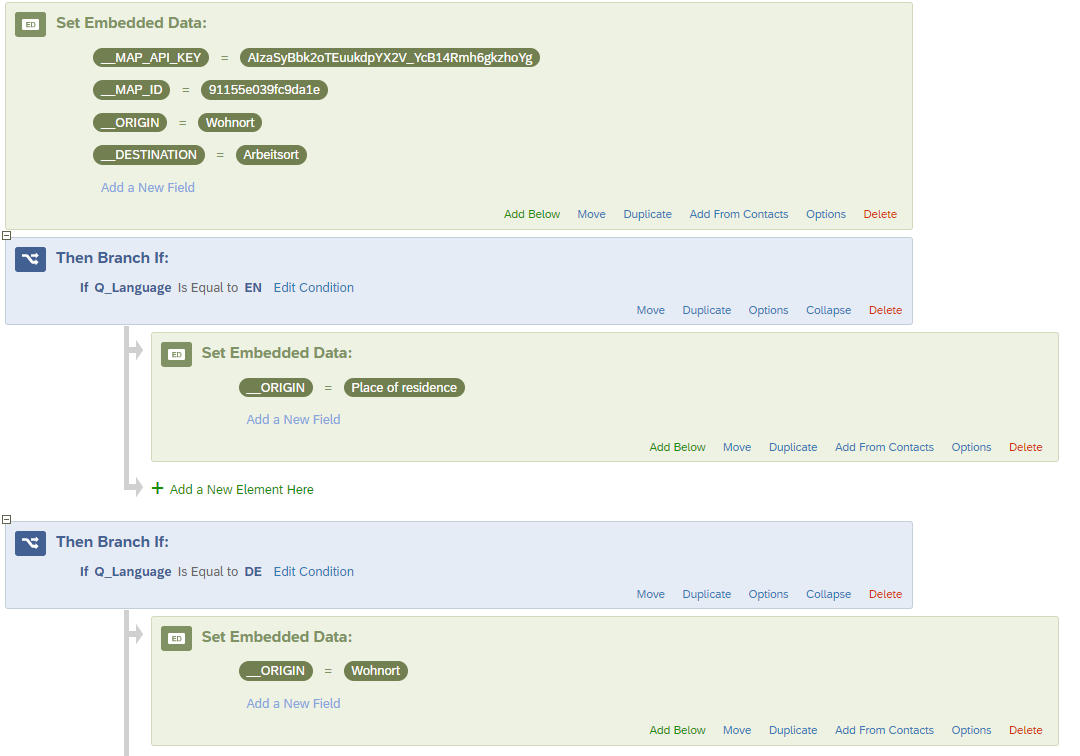 ED Set Embedded Data:
__MAP_API_KEY = AIzaSyBbk2oTEuukdpYX2V_YcB14Rmh6gkzhoYg
__MAP_ID = 91155e039fc9da1e
__ORIGIN = Wohnort
__DESTINATION = Arbeitsort
Add a New Field
Add Below Move Duplicate Add From Contacts Options Delete
Then Branch If:
If Q_Language Is Equal to EN Edit Condition
Move Duplicate Options Collapse Delete
ED Set Embedded Data:
__ORIGIN = Place of residence
Add a New Field
Add Below Move Duplicate Add From Contacts Options Delete
+ Add a New Element Here
Then Branch If:
If Q_Language Is Equal to DE Edit Condition
Move Duplicate Options Collapse Delete
ED Set Embedded Data:
__ORIGIN = Wohnort
Add a New Field
Add Below Move Duplicate Add From Contacts Options Delete